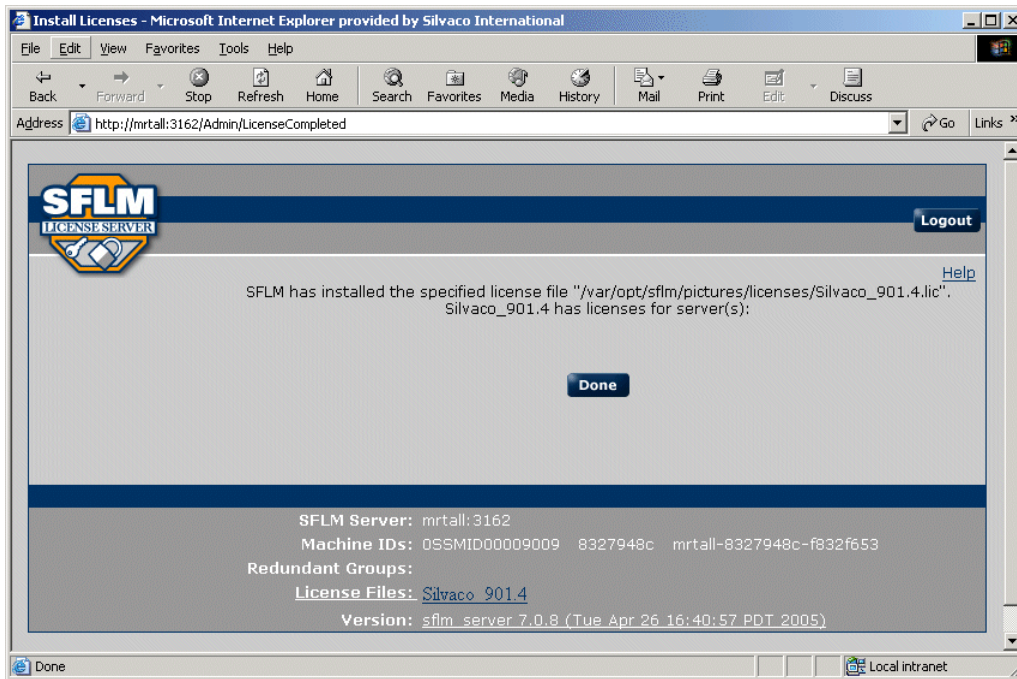 Install Licenses - Microsoft Internet Explorer provided by Silvaco International
File Edit View Favorites Tools Help
Back Forward Stop Refresh Home Search Favorites Media History Mail Print Edit Discuss
Address http://mrtall:3162/Admin/LicenseCompleted Go Links »
SFLM
LICENSE SERVER
Logout
Help
SFLM has installed the specified license file "/var/opt/sflm/pictures/licenses/Silvaco_901.4.lic".
Silvaco_901.4 has licenses for server(s):
Done
SFLM Server: mrtall:3162
Machine IDs: 0SSMID00009009 8327948c mrtall-8327948c-f832f653
Redundant Groups:
License Files: Silvaco_901.4
Version: sflm_server 7.0.8 (Tue Apr 26 16:40:57 PDT 2005)
Done Local intranet